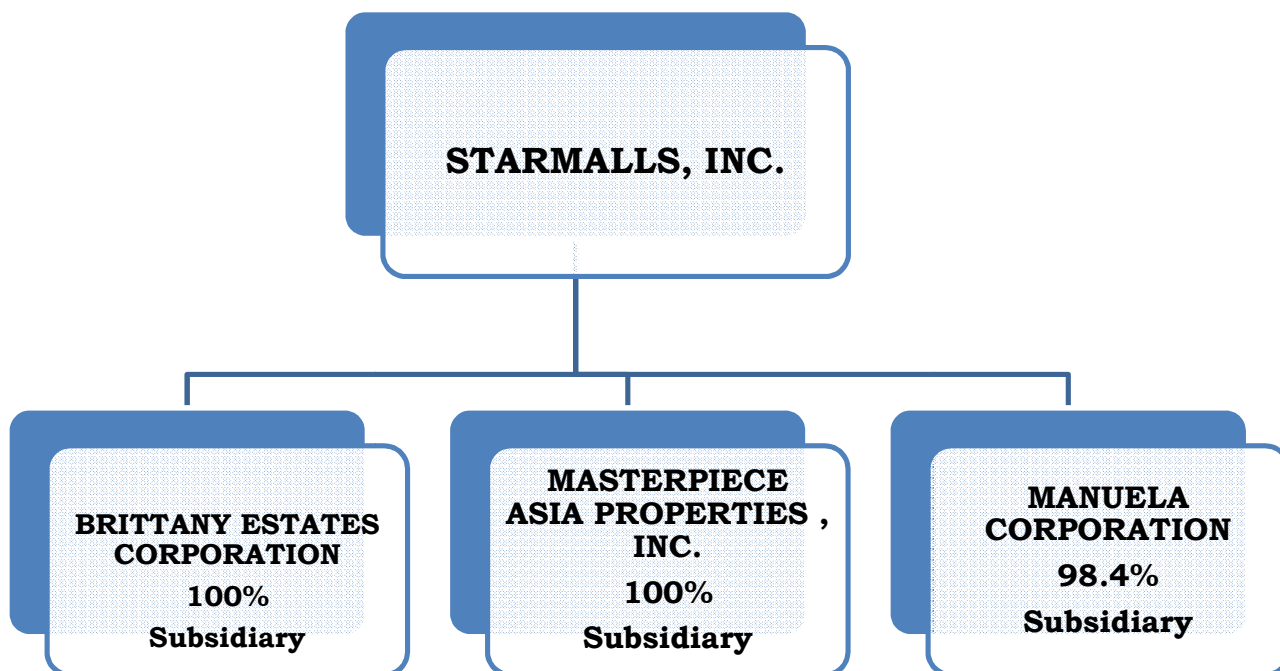 STARMALLS, INC.
BRITTANY ESTATES
CORPORATION
100%
Subsidiary
MASTERPIECE
ASIA PROPERTIES ,
INC.
100%
Subsidiary
MANUELA
CORPORATION
98.4%
Subsidiary